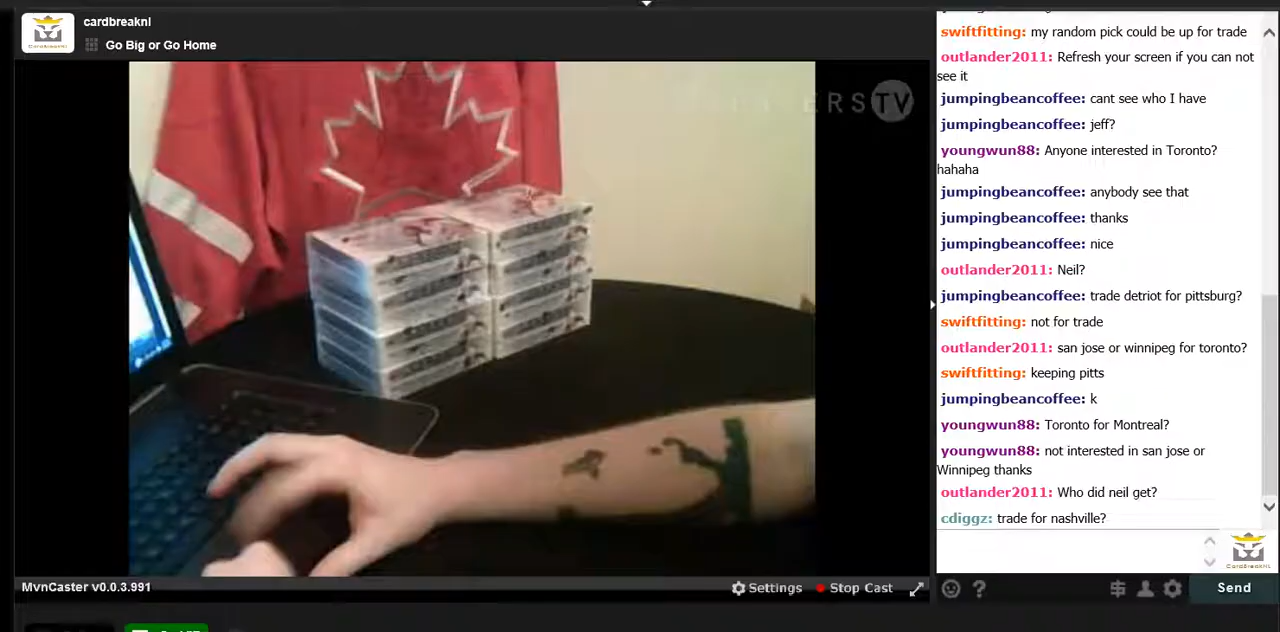 cardbreaknl
Go Big or Go Home
ERSTV
swiftfitting: my random pick could be up for trade
outlander2011: Refresh your screen if you can not
see it
jumpingbeancoffee: cant see who I have
jumpingbeancoffee: jeff?
youngwun88: Anyone interested in Toronto?
hahaha
jumpingbeancoffee: anybody see that
jumpingbeancoffee: thanks
jumpingbeancoffee: nice
outlander2011: Neil?
jumpingbeancoffee: trade detriot for pittsburg?
swiftfitting: not for trade
outlander2011: san jose or winnipeg for toronto?
swiftfitting: keeping pitts
jumpingbeancoffee: k
youngwun88: Toronto for Montreal?
youngwun88: not interested in san jose or
Winnipeg thanks
outlander2011: Who did neil get?
cdiggz: trade for nashville?
MvnCaster v0.0.3.991
Settings
Stop Cast
Send